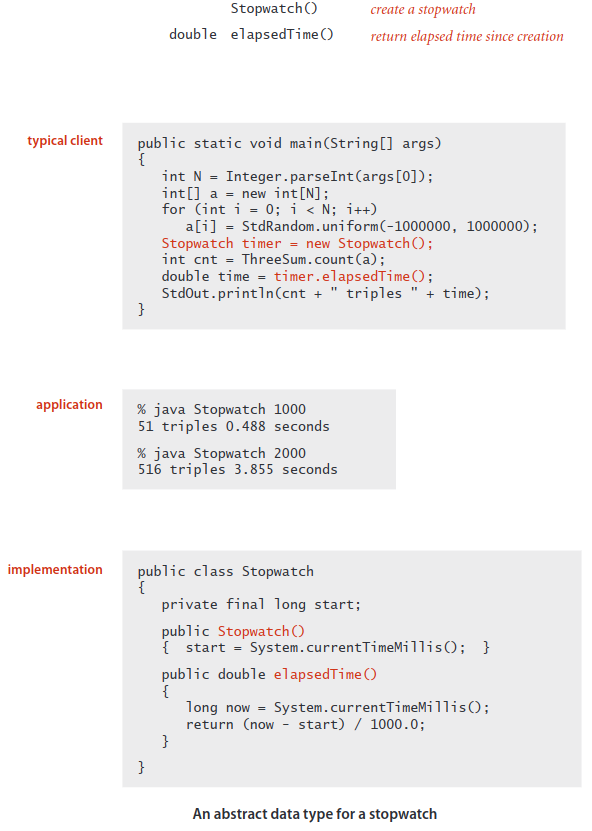 Stopwatch() create a stopwatch
double elapsedTime() return elapsed time since creation
typical client
public static void main(String[] args)
{
int N = Integer.parseInt(args[0]);
int[] a = new int[N];
for (int i = 0; i < N; i++)
a[i] = StdRandom.uniform(-1000000, 1000000);
Stopwatch timer = new Stopwatch();
int cnt = ThreeSum.count(a);
double time = timer.elapsedTime();
StdOut.println(cnt + " triples " + time);
}
application
% java Stopwatch 1000
51 triples 0.488 seconds
% java Stopwatch 2000
516 triples 3.855 seconds
implementation
public class Stopwatch
{
private final long start;
public Stopwatch()
{ start = System.currentTimeMillis(); }
public double elapsedTime()
{
long now = System.currentTimeMillis();
return (now - start) / 1000.0;
}
}
An abstract data type for a stopwatch